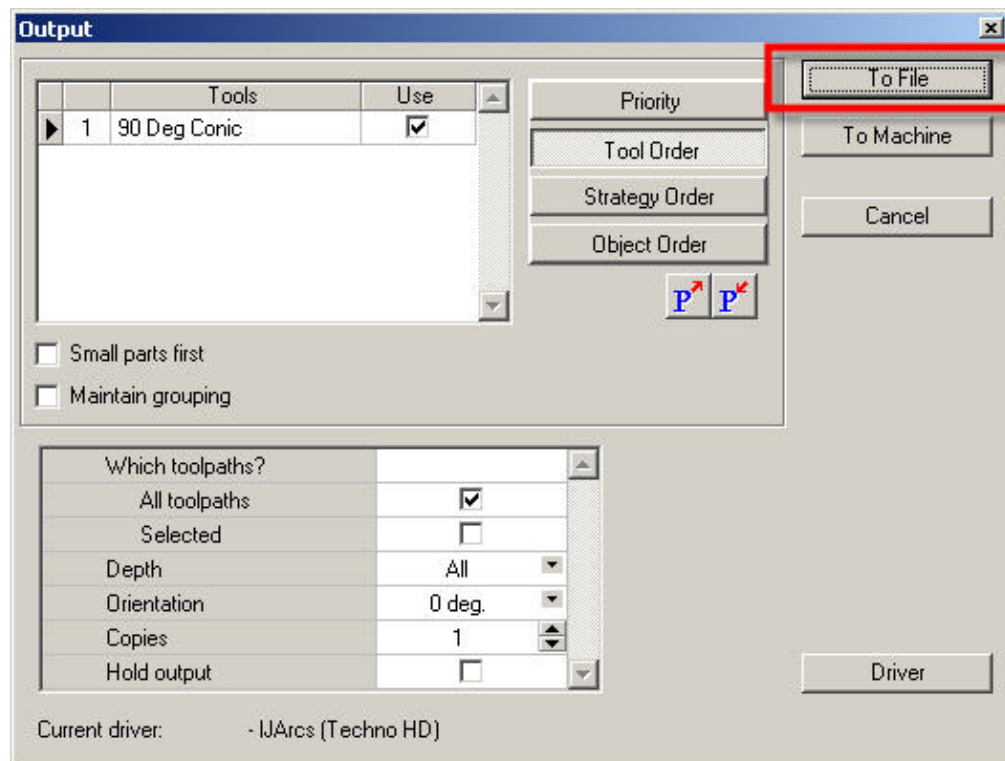 Output
Tools Use
1 90 Deg Conic
Priority
Tool Order
Strategy Order
Object Order
P P
To File
To Machine
Cancel
Small parts first
Maintain grouping
Which toolpaths?
All toolpaths
Selected
Depth All
Orientation 0 deg.
Copies 1
Hold output
Driver
Current driver: - IJArcs (Techno HD)